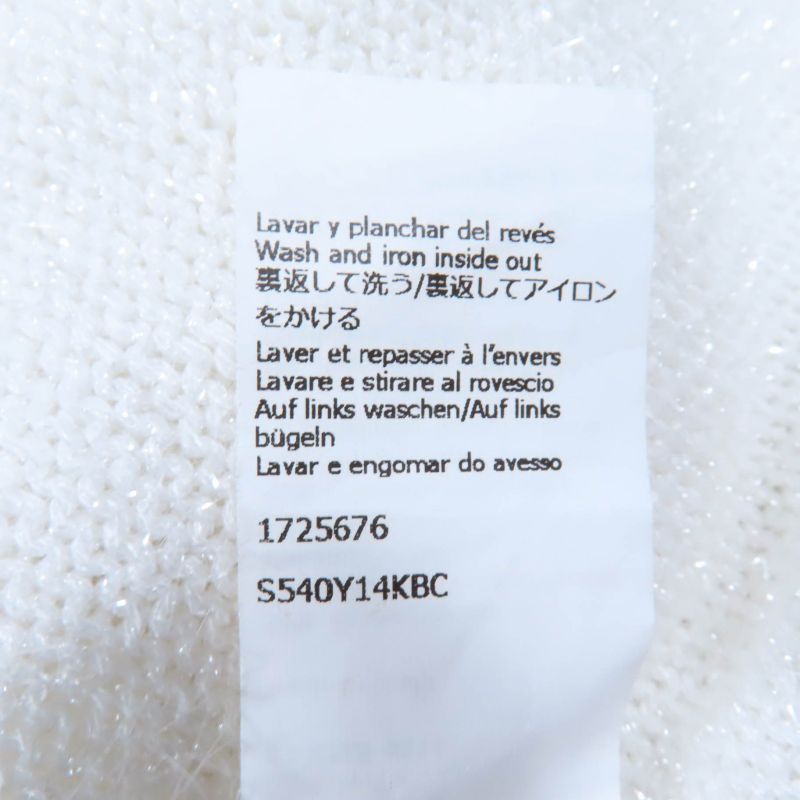 Lavar y planchar del revés
Wash and iron inside out
裏返して洗う/裏返してアイロン
をかける
Laver et repasser à l'envers
Lavare e stirare al rovescio
Auf links waschen/Auf links
bügeln
Lavar e engomar do avesso
1725676
S540Y14KBC